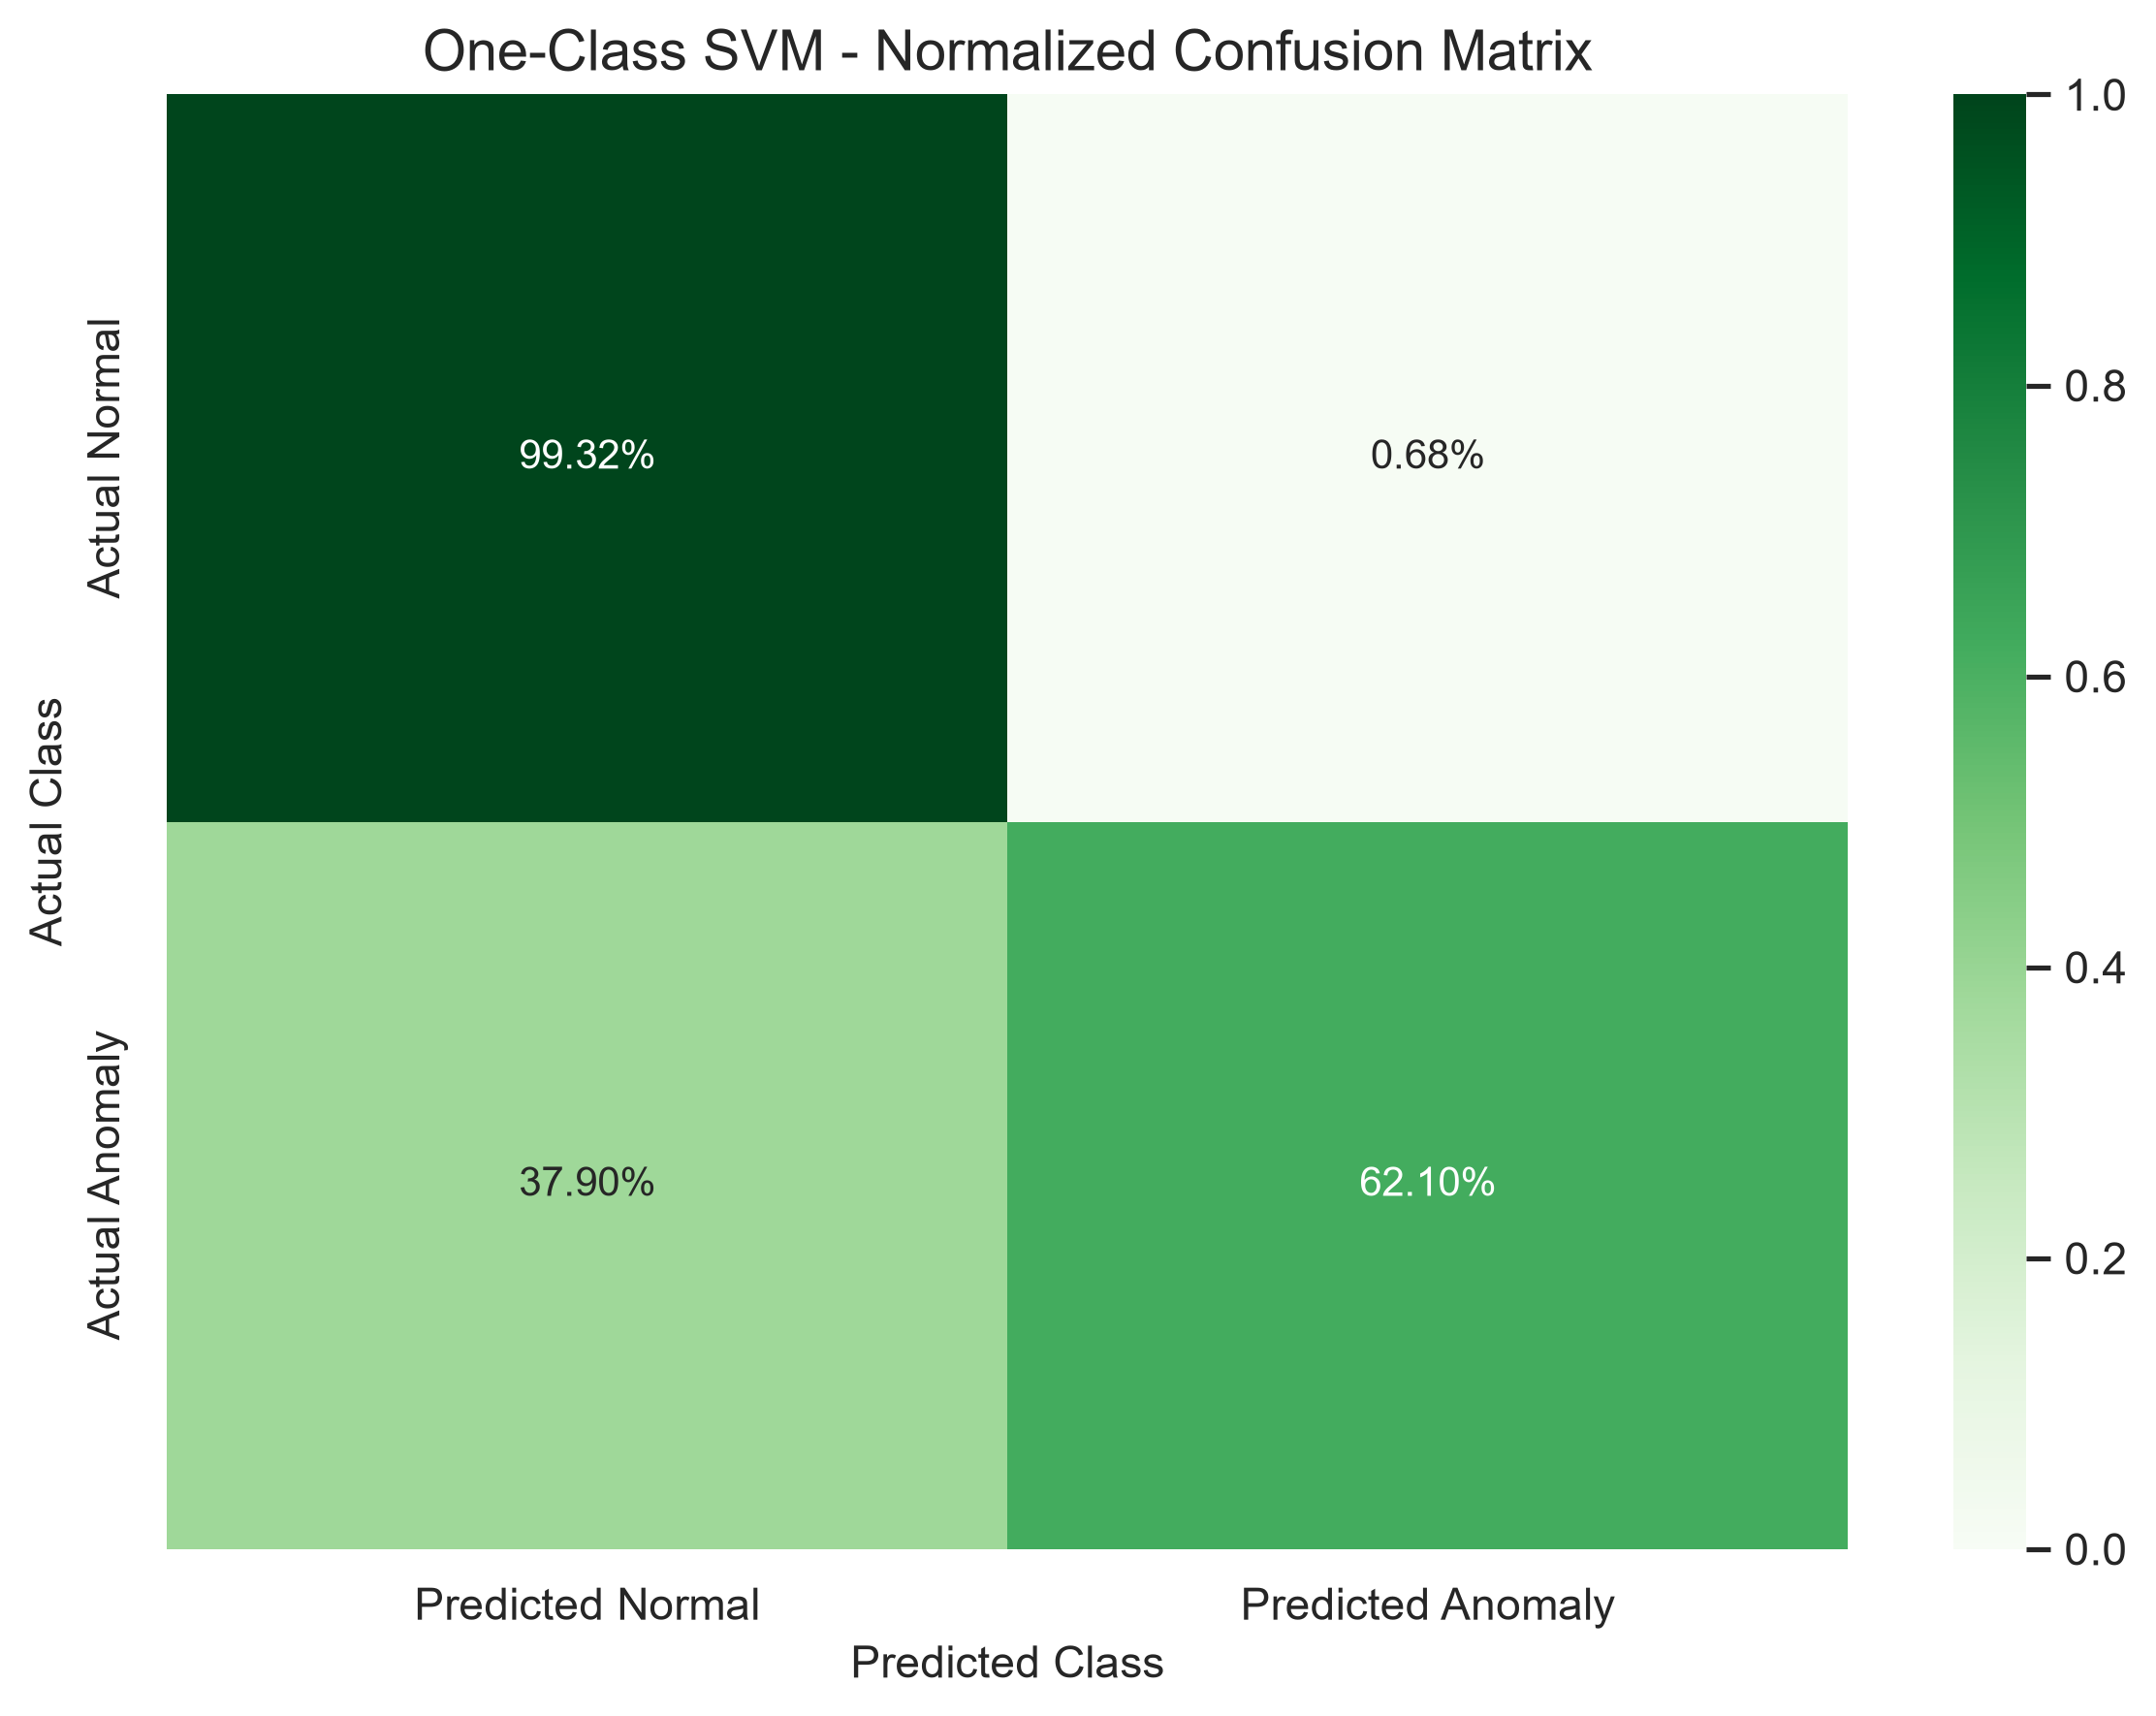 One-Class SVM - Normalized Confusion Matrix
Actual Class
Actual Normal
99.32%
0.68%
Actual Anomaly
37.90%
62.10%
Predicted Normal
Predicted Anomaly
Predicted Class
1.0
0.8
0.6
0.4
0.2
0.0